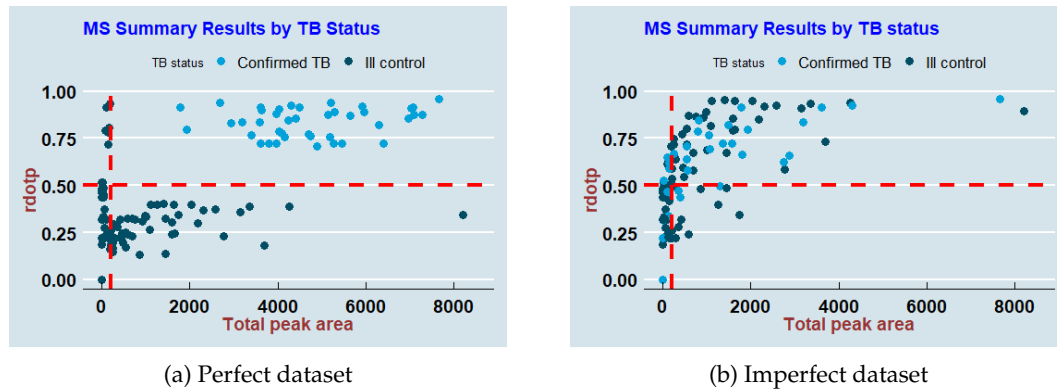 MS Summary Results by TB Status
TB status Confirmed TB Ill control
1.00
0.75
0.50
0.25
0.00
rdotp
0 2000 4000 6000 8000
Total peak area
(a) Perfect dataset
MS Summary Results by TB status
TB status Confirmed TB Ill control
1.00
0.75
0.50
0.25
0.00
rdotp
0 2000 4000 6000 8000
Total peak area
(b) Imperfect dataset